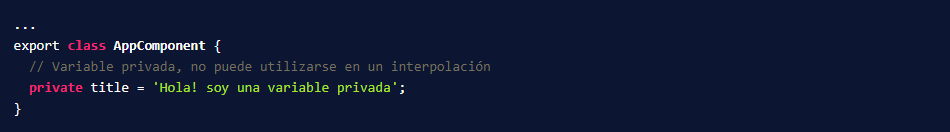 ...
export class AppComponent {
  // Variable privada, no puede utilizarse en un interpolación
  private title = 'Hola! soy una variable privada';
}